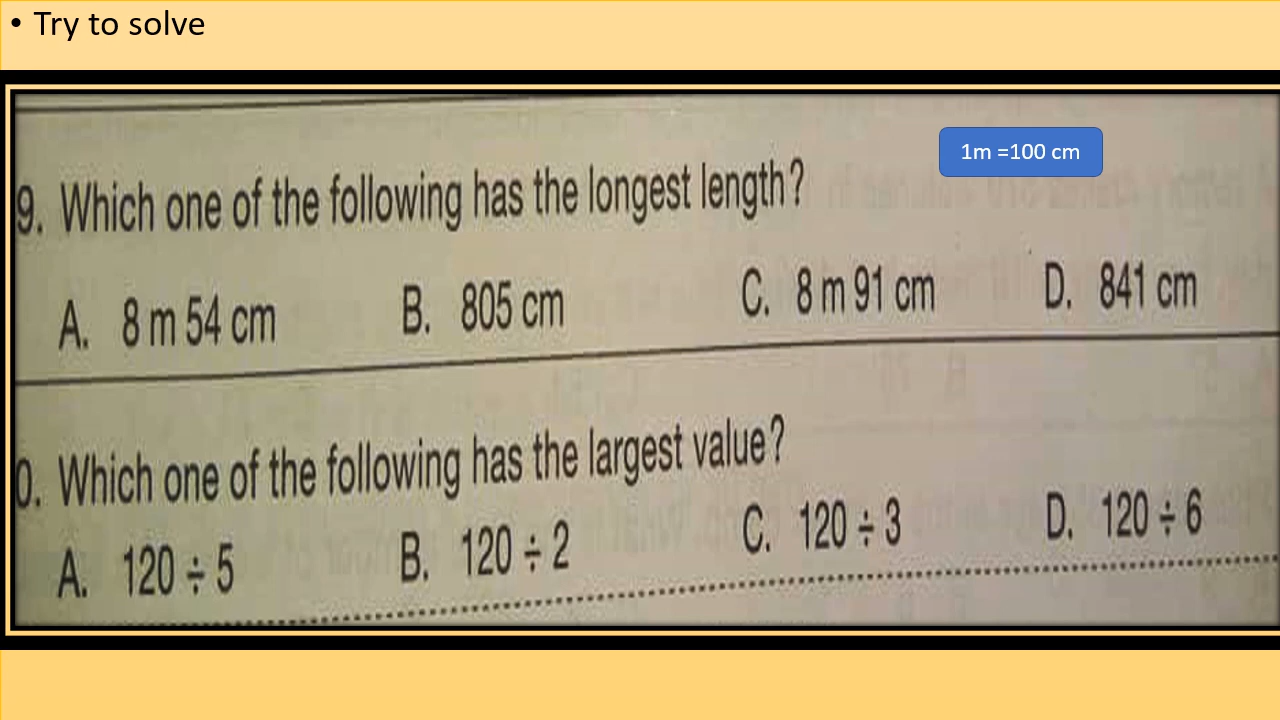 • Try to solve
1m =100 cm
9. Which one of the following has the longest length?
A. 8 m 54 cm B. 805 cm C. 8 m 91 cm D. 841 cm
0. Which one of the following has the largest value?
A. 120 ÷ 5 B. 120 ÷ 2 C. 120 ÷ 3 D. 120 ÷ 6